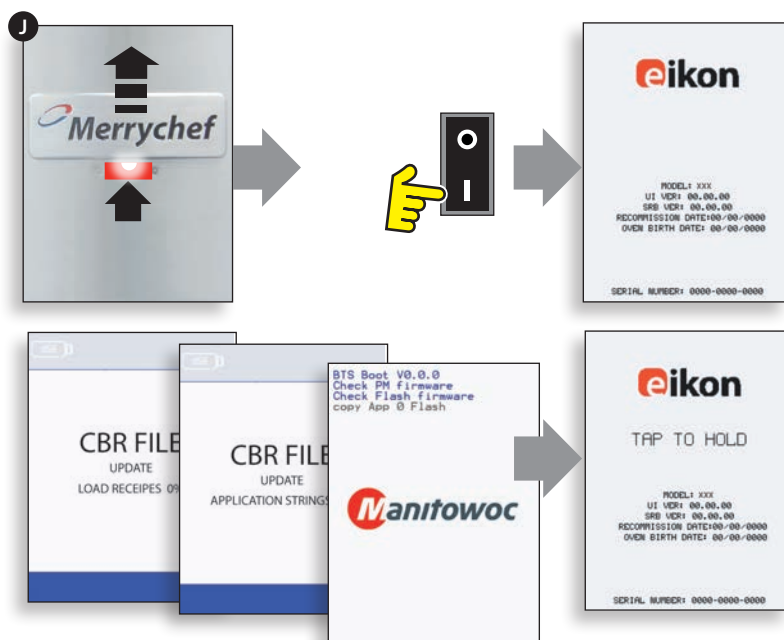 J
Merrychef
O
I
eikon
MODEL: XXX
UI VER: 00.00.00
SRB VER: 00.00.00
RECOMMISSION DATE:00/00/0000
OVEN BIRTH DATE: 00/00/0000
SERIAL NUMBER: 0000-0000-0000
USB
CBR FILE
UPDATE
LOAD RECEIPES 0%
USB
CBR FILE
UPDATE
APPLICATION STRINGS
BTS Boot V0.0.0
Check PM firmware
Check Flash firmware
copy App 0 Flash
Manitowoc
eikon
TAP TO HOLD
MODEL: XXX
UI VER: 00.00.00
SRB VER: 00.00.00
RECOMMISSION DATE:00/00/0000
OVEN BIRTH DATE: 00/00/0000
SERIAL NUMBER: 0000-0000-0000